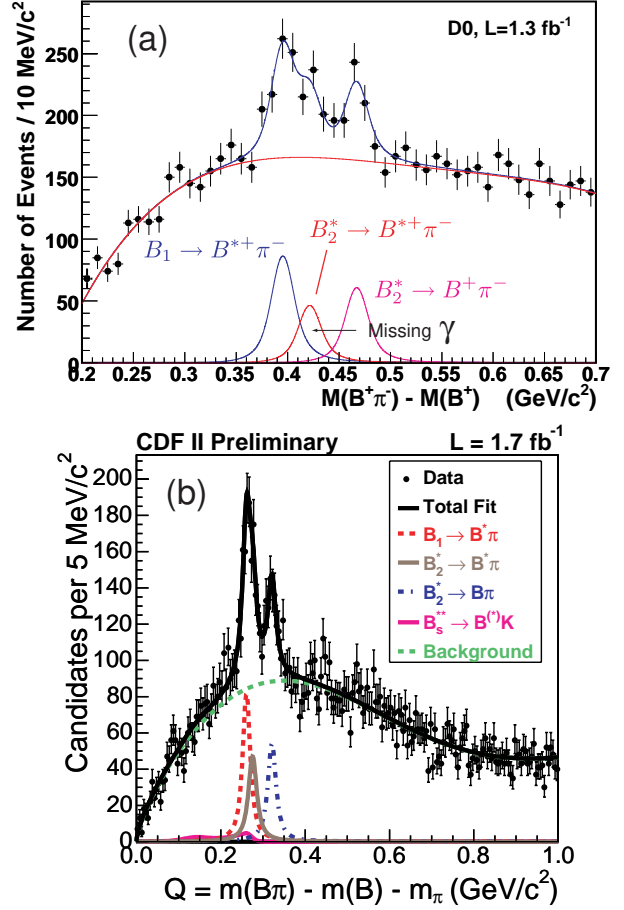 (a)
D0, L=1.3 fb⁻¹
Number of Events / 10 MeV/c²
250
200
150
100
50
0
B₁ → B*⁺π⁻
B₂* → B*⁺π⁻
B₂* → B⁺π⁻
Missing γ
0.2 0.25 0.3 0.35 0.4 0.45 0.5 0.55 0.6 0.65 0.7
M(B⁺π⁻) - M(B⁺) (GeV/c²)
CDF II Preliminary L = 1.7 fb⁻¹
(b)
Candidates per 5 MeV/c²
200
180
160
140
120
100
80
60
40
20
0
Data
Total Fit
B₁ → B*π
B₂* → B*π
B₂* → Bπ
Bₛ** → B⁽*⁾K
Background
0.0 0.2 0.4 0.6 0.8 1.0
Q = m(Bπ) - m(B) - m_π (GeV/c²)